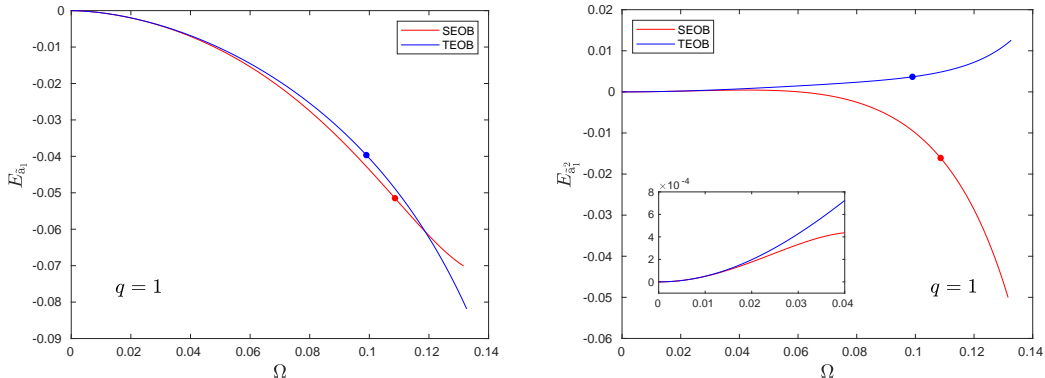 0
-0.01
-0.02
-0.03
-0.04
-0.05
-0.06
-0.07
-0.08
-0.09
0 0.02 0.04 0.06 0.08 0.1 0.12 0.14
Ω
E_{ã_1}
SEOB
TEOB
q = 1
0.02
0.01
0
-0.01
-0.02
-0.03
-0.04
-0.05
-0.06
0 0.02 0.04 0.06 0.08 0.1 0.12 0.14
Ω
E_{ã_1^2}
SEOB
TEOB
×10^{-4}
8
6
4
2
0
0 0.01 0.02 0.03 0.04
q = 1